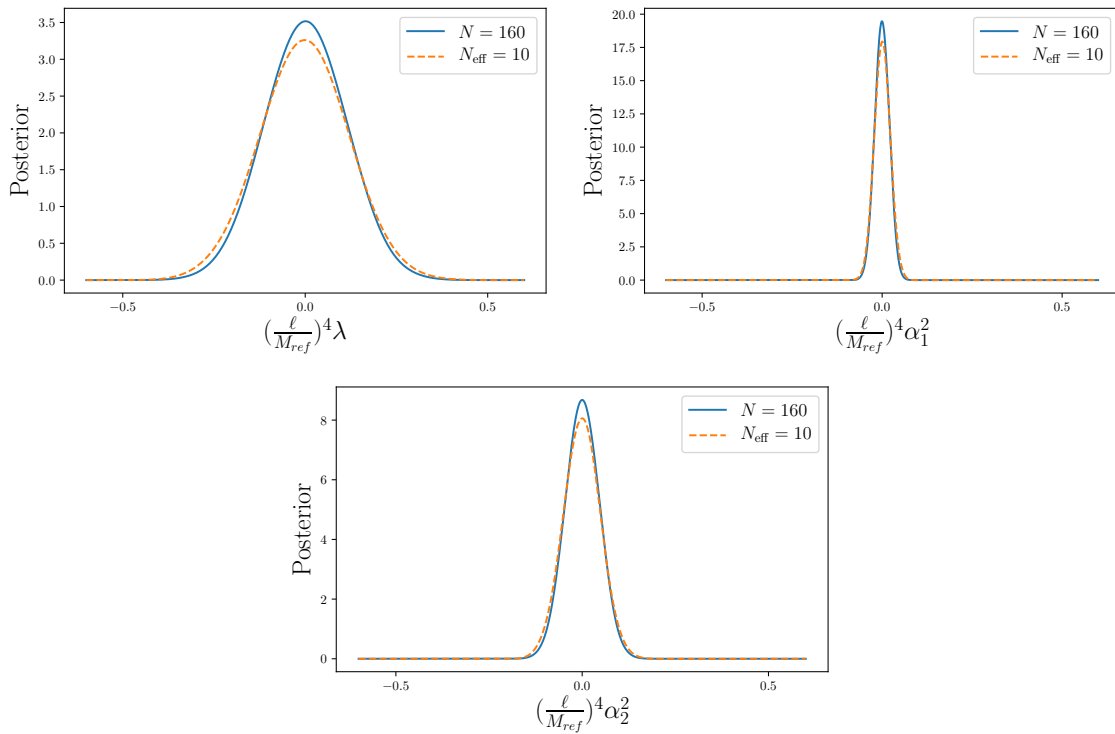 3.5
3.0
2.5
2.0
1.5
1.0
0.5
0.0
Posterior
N = 160
N_eff = 10
−0.5 0.0 0.5
(ℓ/M_ref)^4 λ
20.0
17.5
15.0
12.5
10.0
7.5
5.0
2.5
0.0
Posterior
N = 160
N_eff = 10
−0.5 0.0 0.5
(ℓ/M_ref)^4 α_1^2
8
6
4
2
0
Posterior
N = 160
N_eff = 10
−0.5 0.0 0.5
(ℓ/M_ref)^4 α_2^2